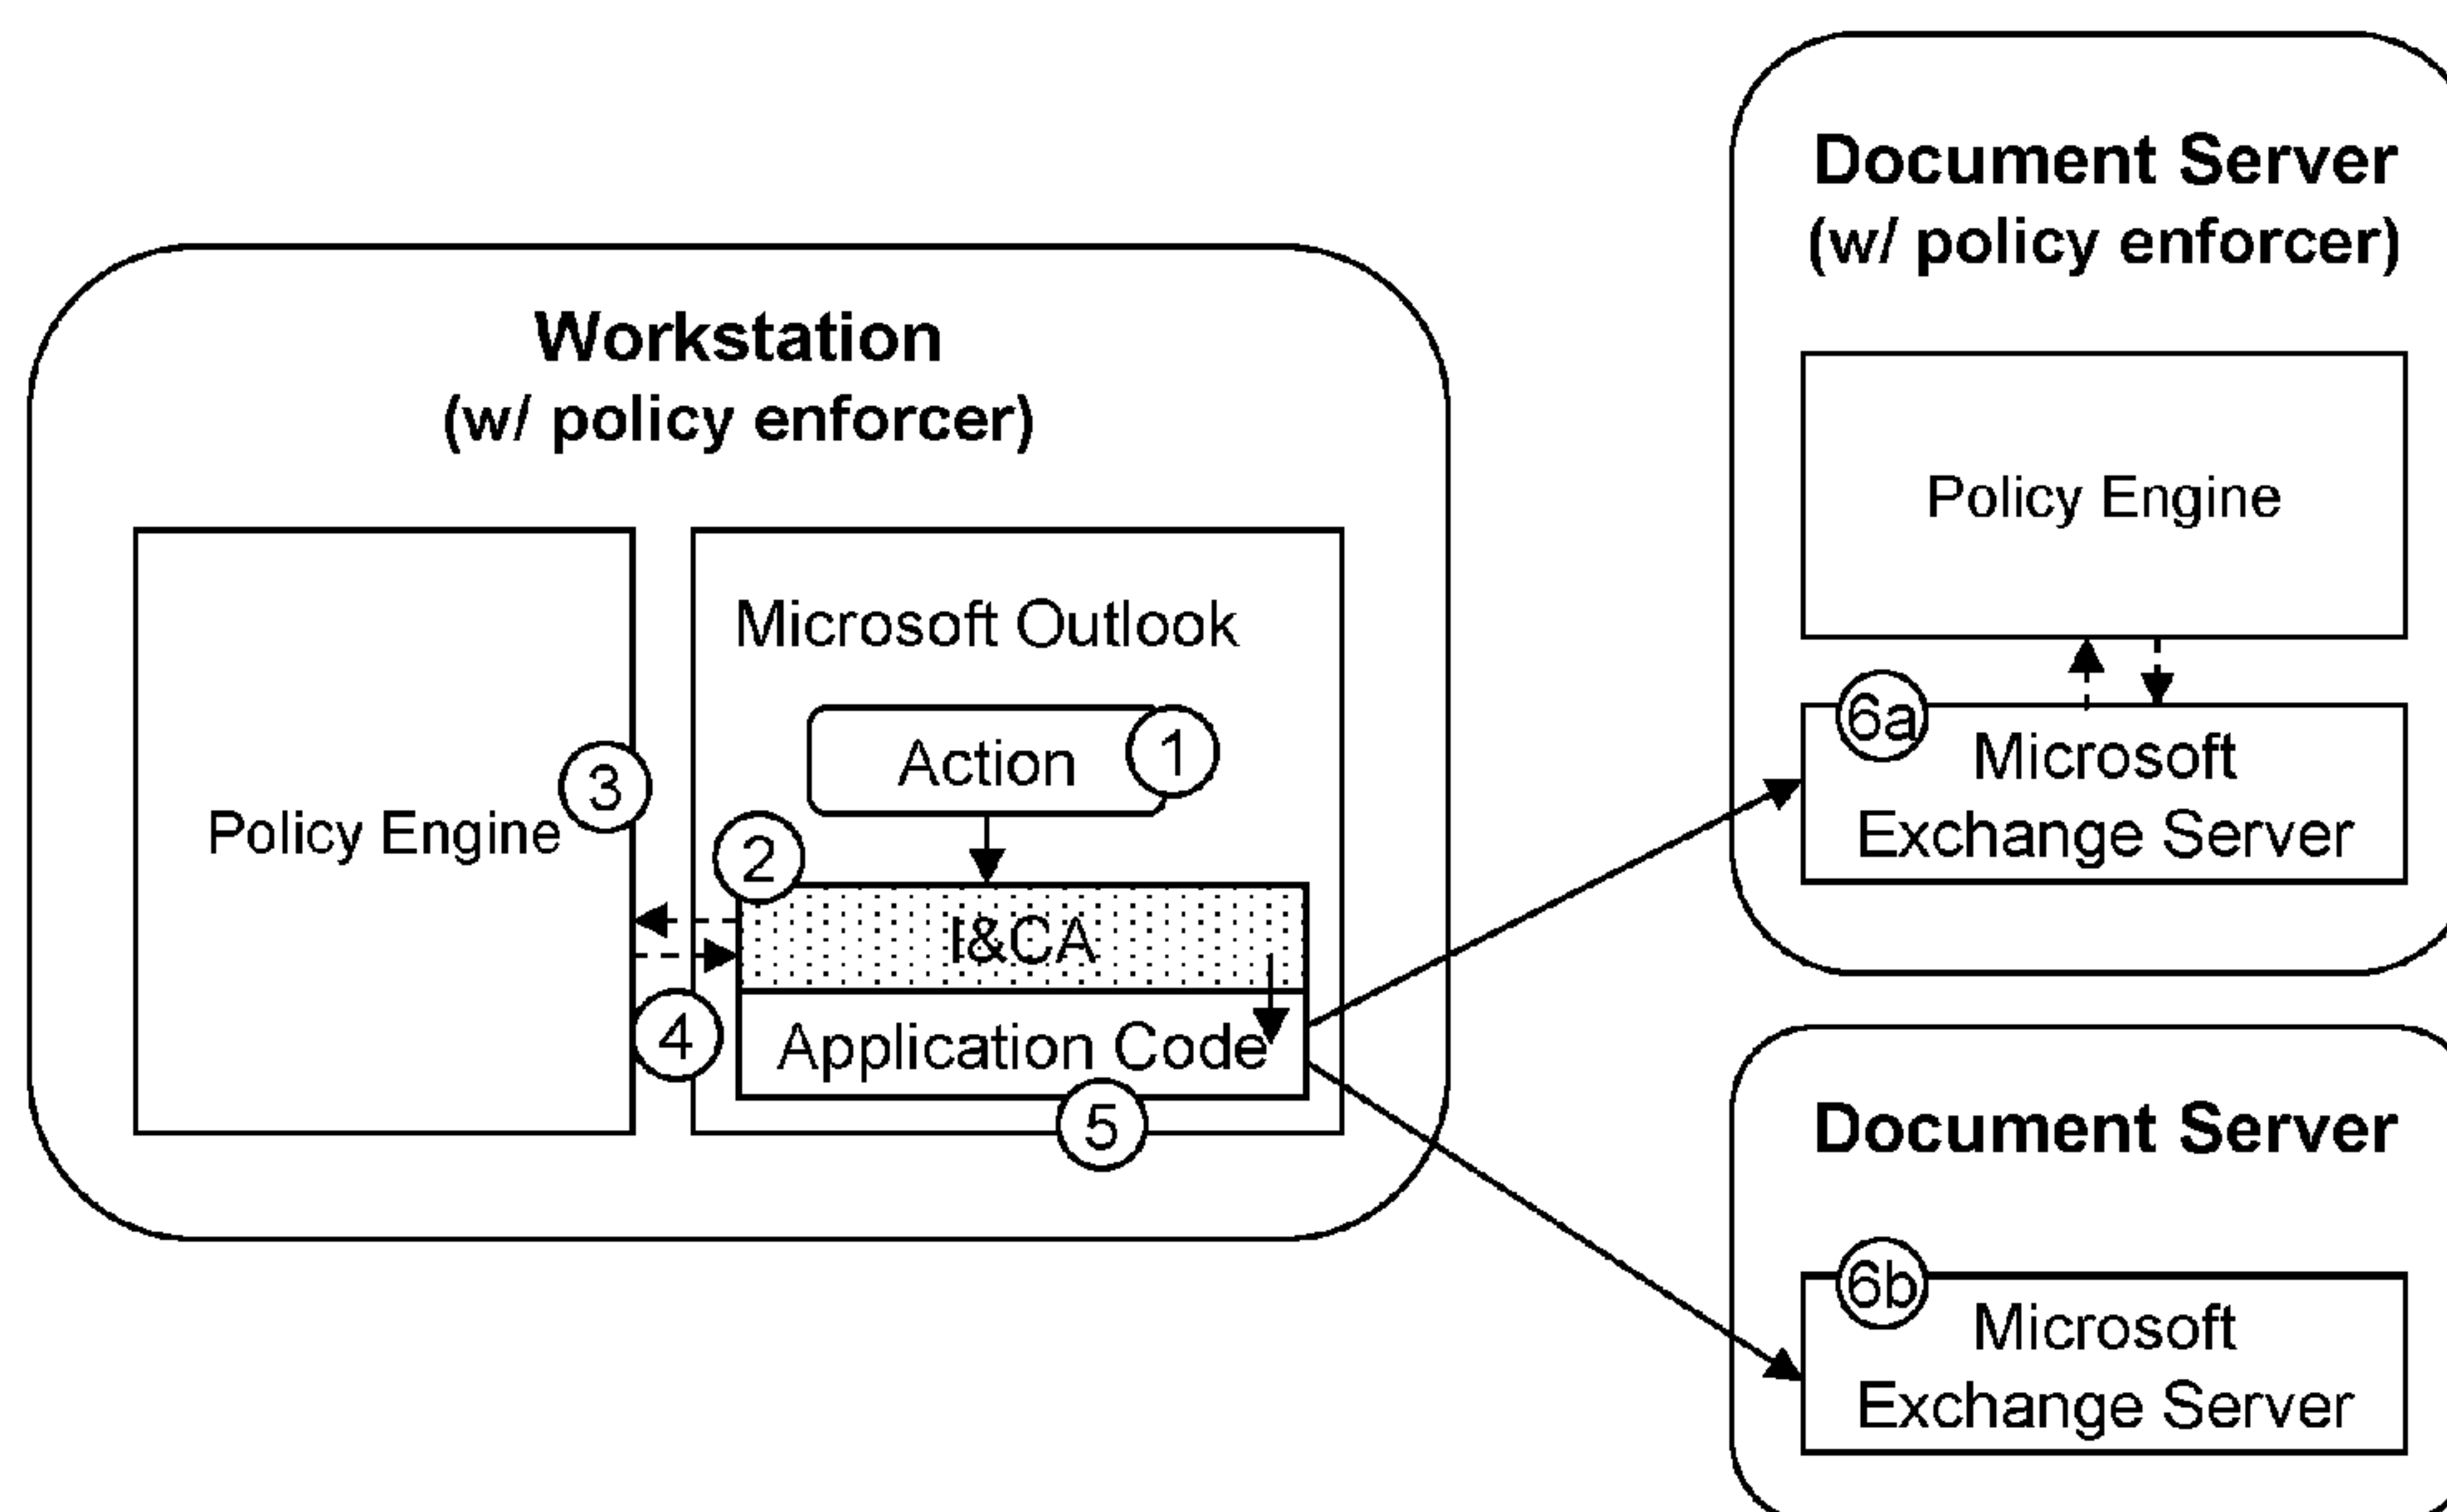 Workstation
(w/ policy enforcer)
Policy Engine
3
4
Microsoft Outlook
Action
1
2
I&CA
Application Code
5
Document Server
(w/ policy enforcer)
Policy Engine
6a
Microsoft
Exchange Server
Document Server
6b
Microsoft
Exchange Server